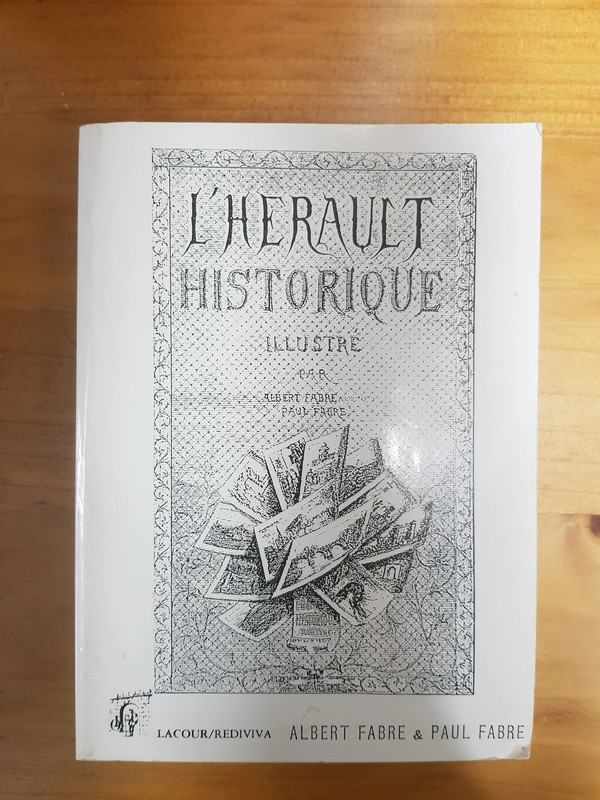 L'HERAULT
HISTORIQUE
ILLUSTRÉ
PAR
ALBERT FABRE
PAUL FABRE
LACOUR/REDIVIVA ALBERT FABRE & PAUL FABRE